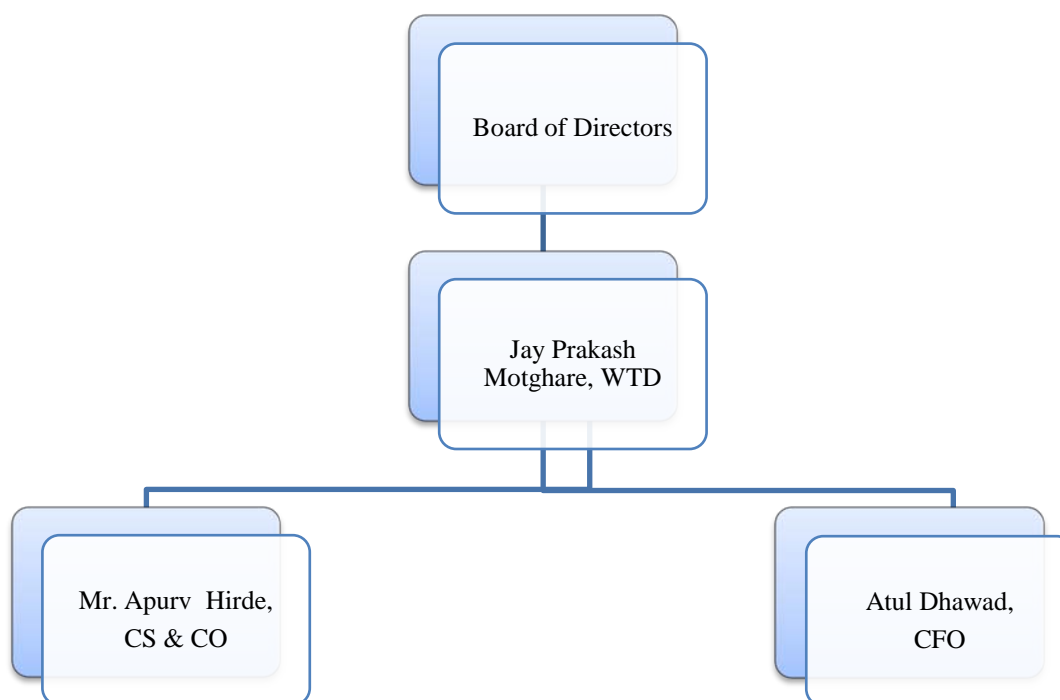 Board of Directors
Jay Prakash
Motghare, WTD
Mr. Apurv  Hirde,
CS & CO
Atul Dhawad,
CFO